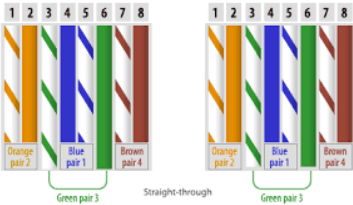 1 2 3 4 5 6 7 8
1 2 3 4 5 6 7 8
Orange
pair 2
Blue
pair 1
Brown
pair 4
Orange
pair 2
Blue
pair 1
Brown
pair 4
Green pair 3
Straight-through
Green pair 3